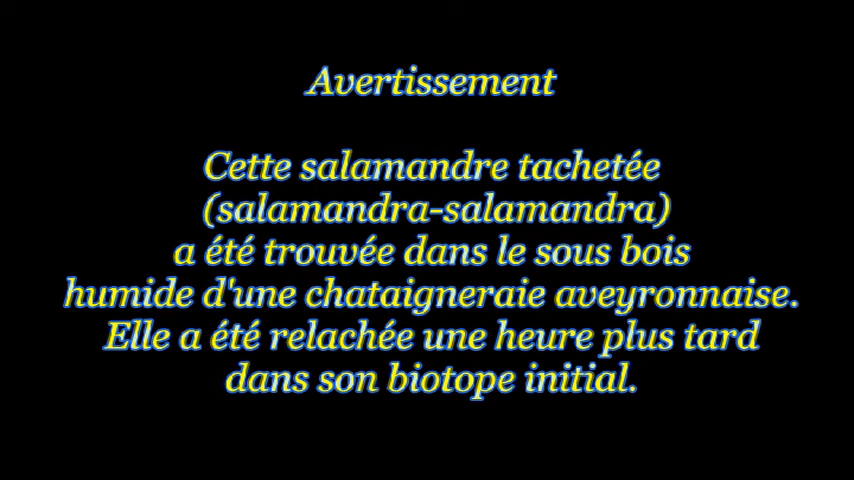 Avertissement
Cette salamandre tachetée
(salamandra-salamandra)
a été trouvée dans le sous bois
humide d'une chataigneraie aveyronnaise.
Elle a été relachée une heure plus tard
dans son biotope initial.